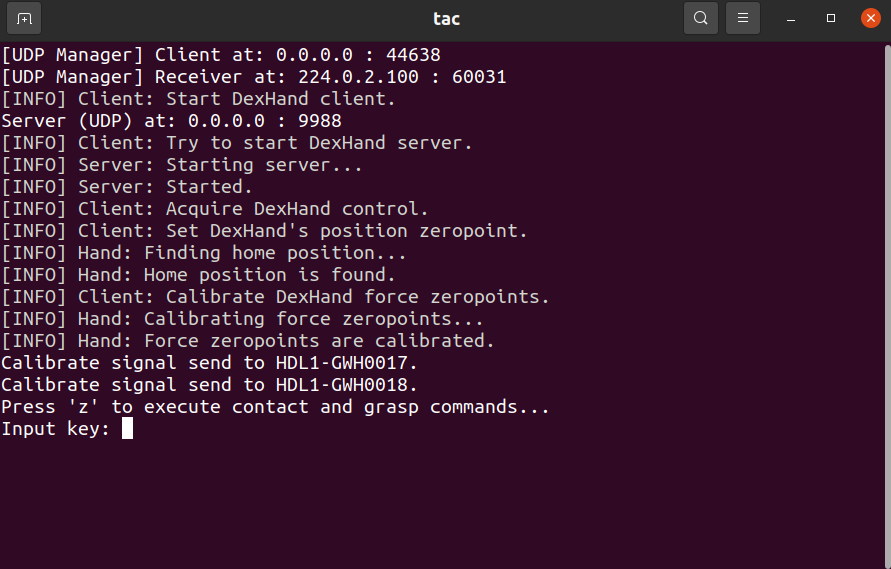 tac
[UDP Manager] Client at: 0.0.0.0 : 44638
[UDP Manager] Receiver at: 224.0.2.100 : 60031
[INFO] Client: Start DexHand client.
Server (UDP) at: 0.0.0.0 : 9988
[INFO] Client: Try to start DexHand server.
[INFO] Server: Starting server...
[INFO] Server: Started.
[INFO] Client: Acquire DexHand control.
[INFO] Client: Set DexHand's position zeropoint.
[INFO] Hand: Finding home position...
[INFO] Hand: Home position is found.
[INFO] Client: Calibrate DexHand force zeropoints.
[INFO] Hand: Calibrating force zeropoints...
[INFO] Hand: Force zeropoints are calibrated.
Calibrate signal send to HDL1-GWH0017.
Calibrate signal send to HDL1-GWH0018.
Press 'z' to execute contact and grasp commands...
Input key: